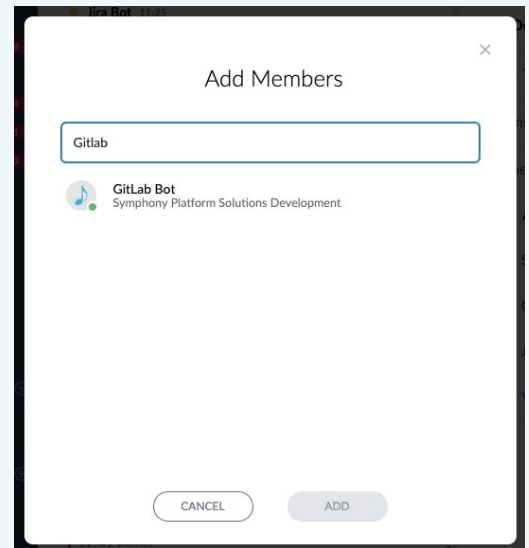 Jira Bot 11:25
Add Members
Gitlab
GitLab Bot
Symphony Platform Solutions Development
CANCEL
ADD